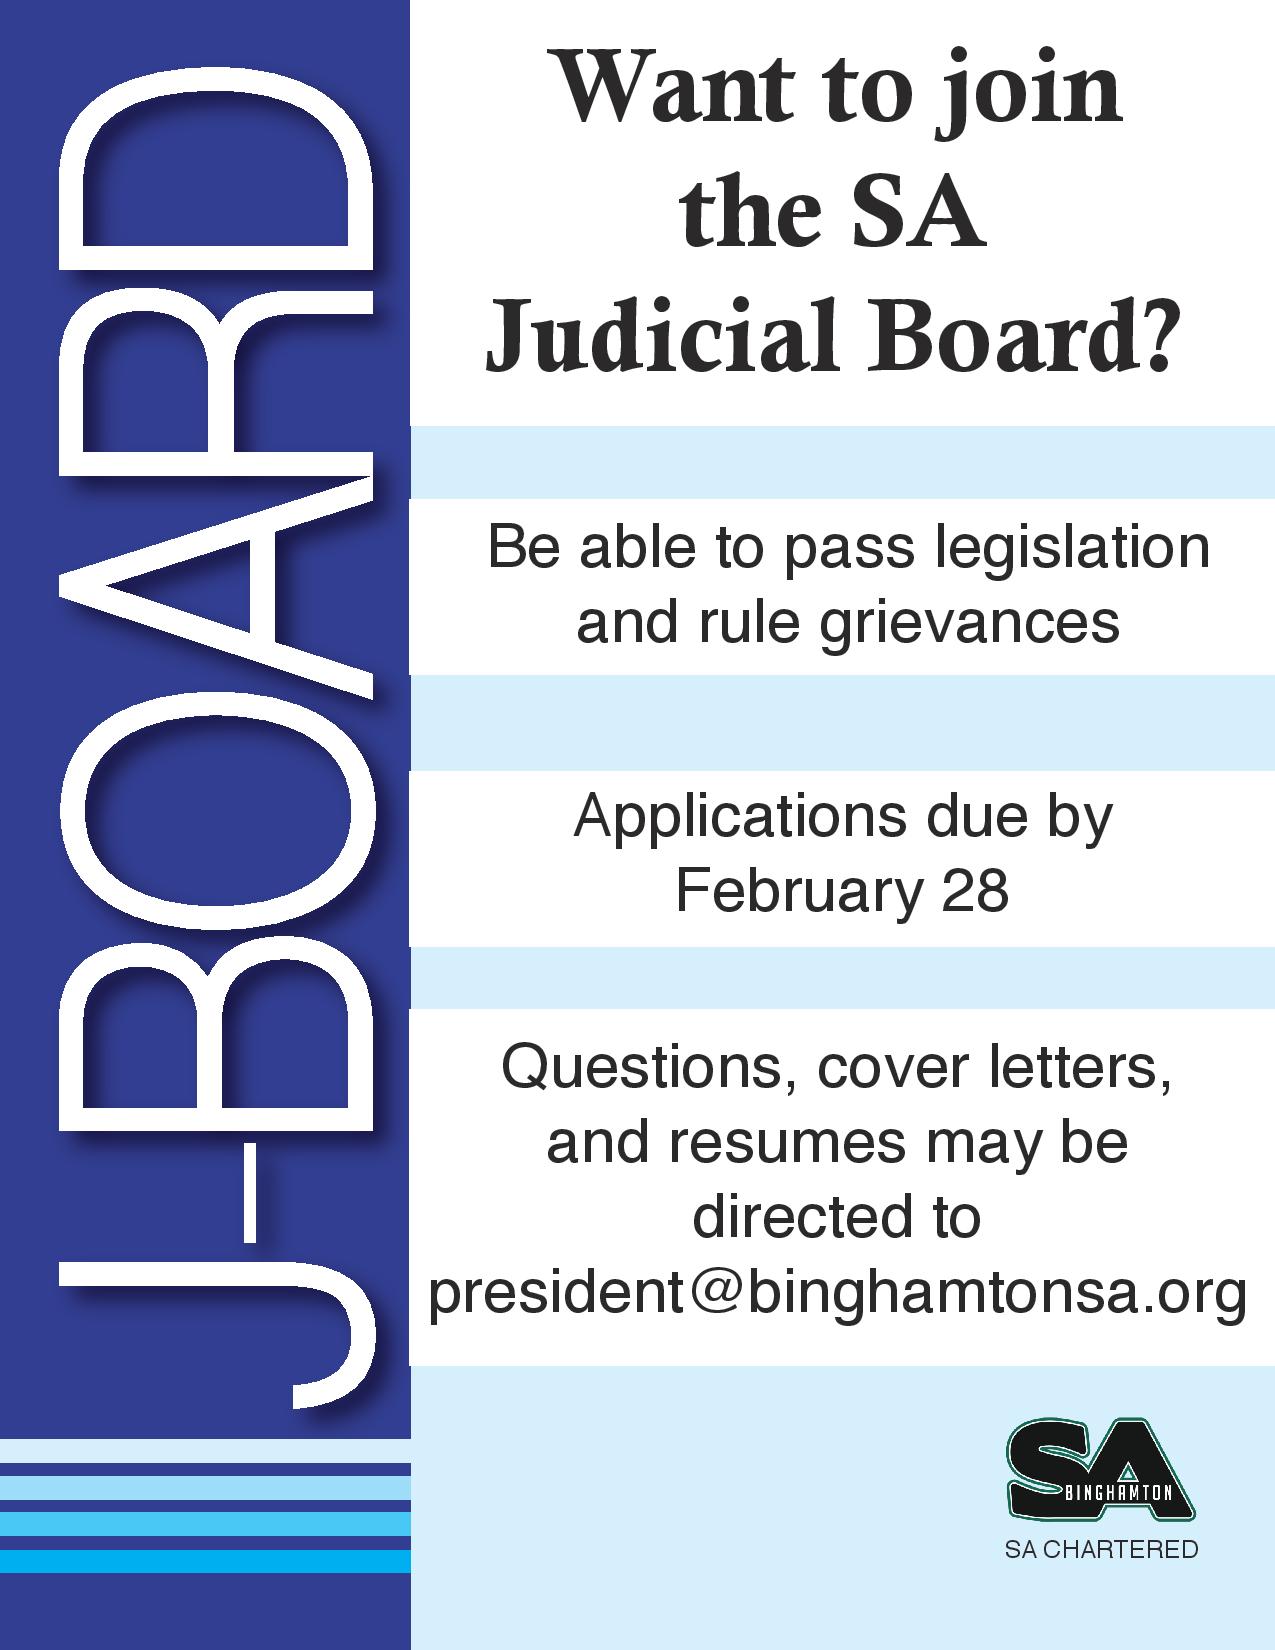 J-BOARD
Want to join
the SA
Judicial Board?
Be able to pass legislation
and rule grievances
Applications due by
February 28
Questions, cover letters,
and resumes may be
directed to
president@binghamtonsa.org
SA
BINGHAMTON
SA CHARTERED